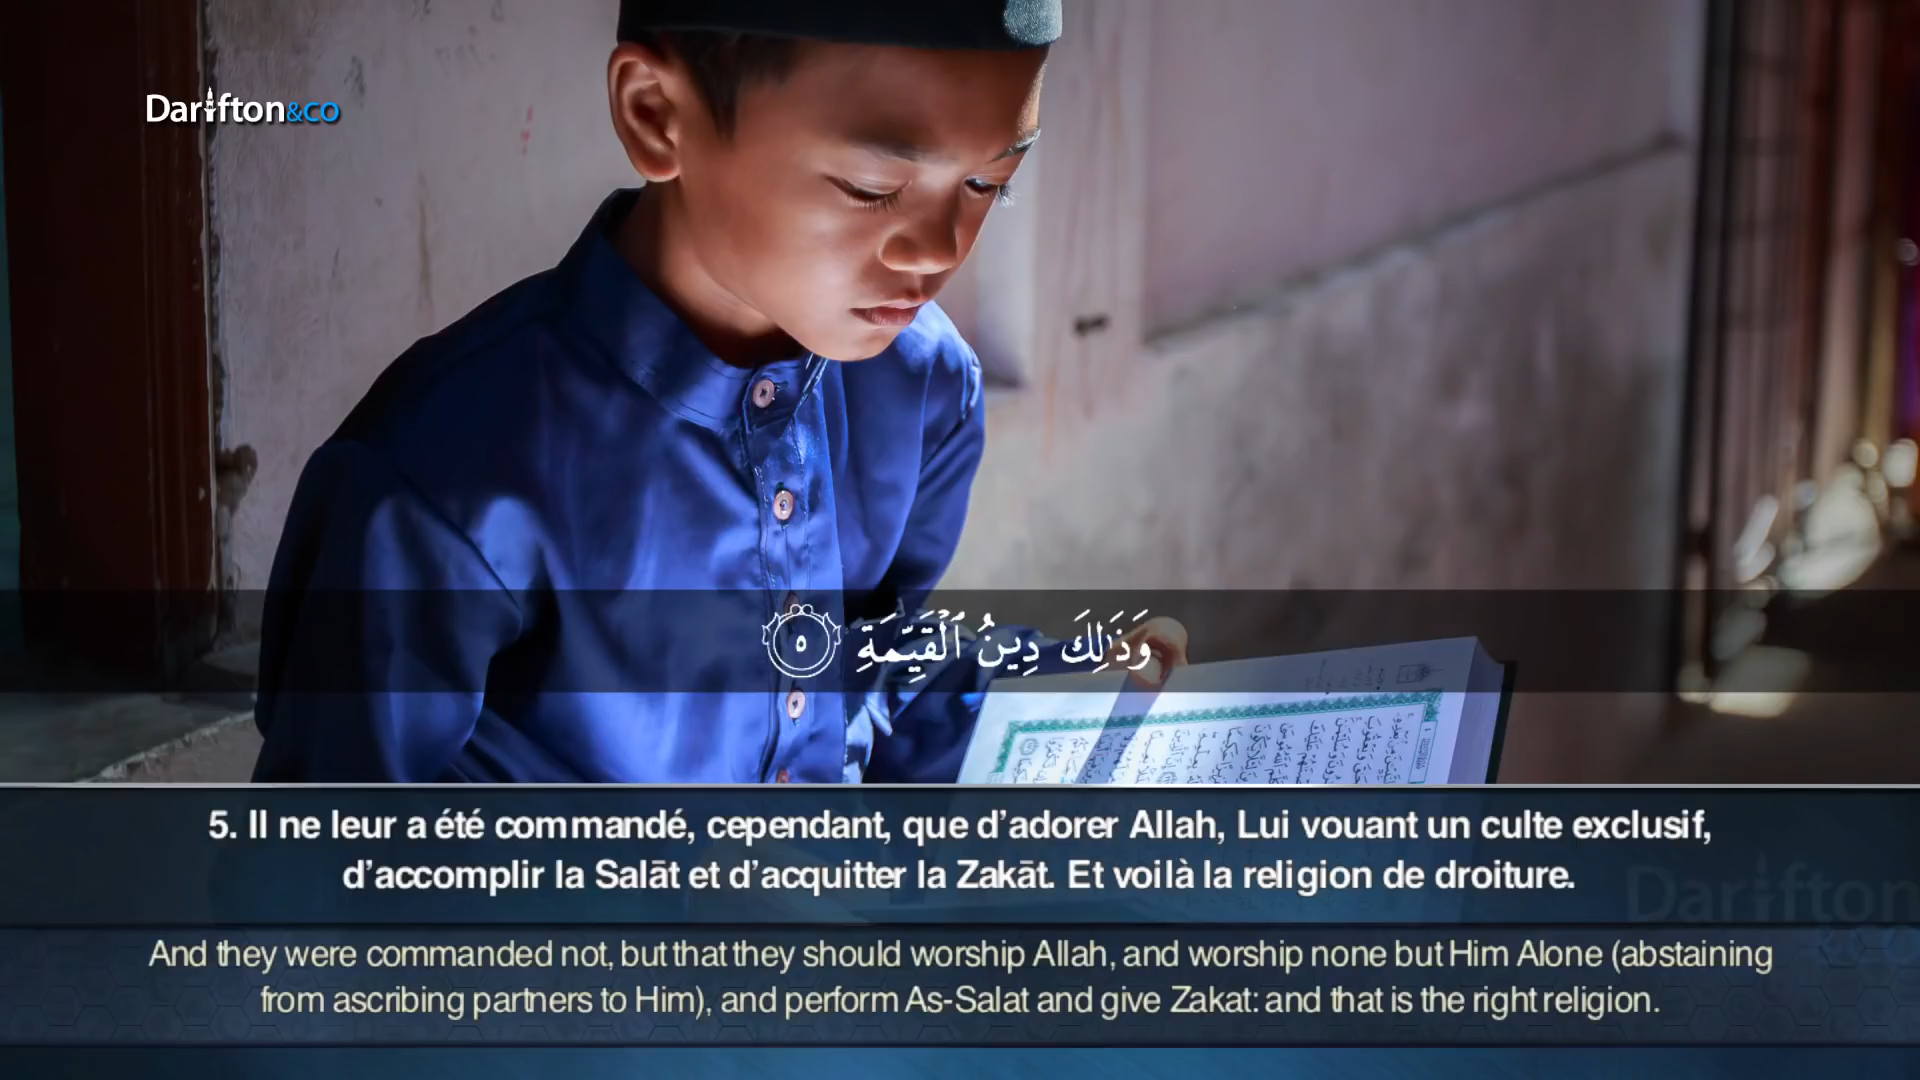 Darifton&co
وَذَٰلِكَ دِينُ ٱلْقَيِّمَةِ ٥
5. Il ne leur a été commandé, cependant, que d’adorer Allah, Lui vouant un culte exclusif,
d’accomplir la Salāt et d’acquitter la Zakāt. Et voilà la religion de droiture.
Darifton
And they were commanded not, but that they should worship Allah, and worship none but Him Alone (abstaining
from ascribing partners to Him), and perform As-Salat and give Zakat: and that is the right religion.